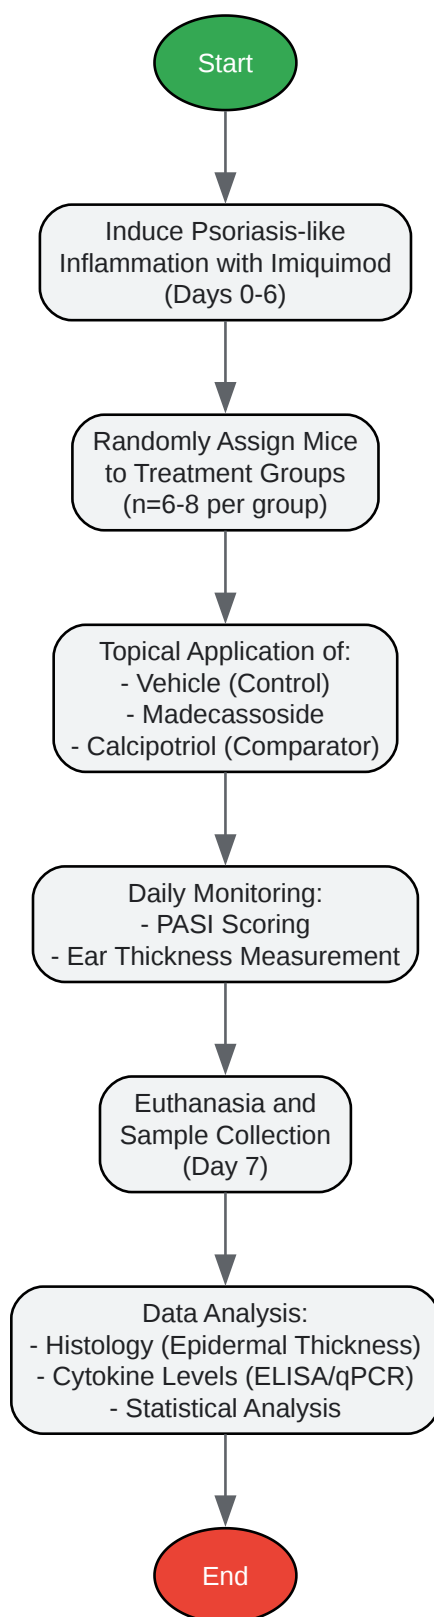 Start
Induce Psoriasis-like
Inflammation with Imiquimod
(Days 0-6)
Randomly Assign Mice
to Treatment Groups
(n=6-8 per group)
Topical Application of:
- Vehicle (Control)
- Madecassoside
- Calcipotriol (Comparator)
Daily Monitoring:
- PASI Scoring
- Ear Thickness Measurement
Euthanasia and
Sample Collection
(Day 7)
Data Analysis:
- Histology (Epidermal Thickness)
- Cytokine Levels (ELISA/qPCR)
- Statistical Analysis
End